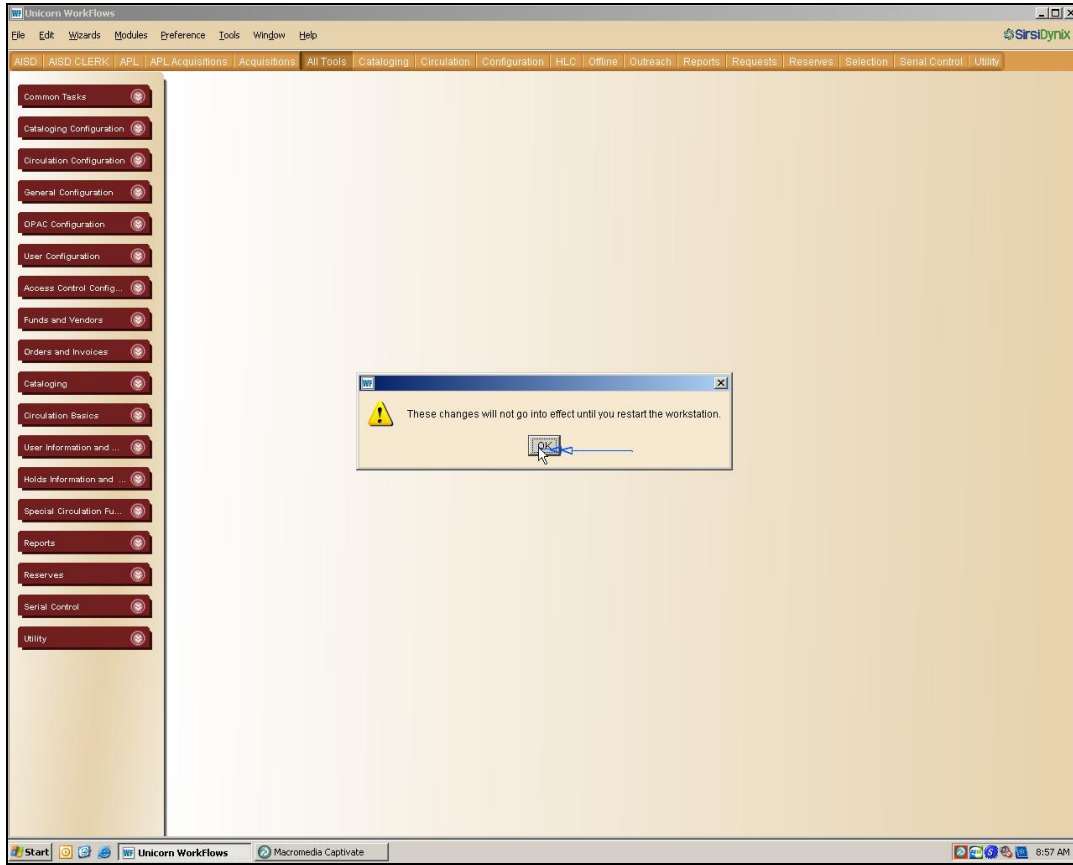 Unicorn WorkFlows
File Edit Wizards Modules Preference Tools Window Help
SirsiDynix
AISD AISD CLERK APL APL Acquisitions Acquisitions All Tools Cataloging Circulation Configuration HLC Offline Outreach Reports Requests Reserves Selection Serial Control Utility
Common Tasks
Cataloging Configuration
Circulation Configuration
General Configuration
OPAC Configuration
User Configuration
Access Control Config...
Funds and Vendors
Orders and Invoices
Cataloging
Circulation Basics
User Information and ...
Holds Information and ...
Special Circulation Fu...
Reports
Reserves
Serial Control
Utility
WF
These changes will not go into effect until you restart the workstation.
OK
Start WF Unicorn WorkFlows Macromedia Captivate 8:57 AM